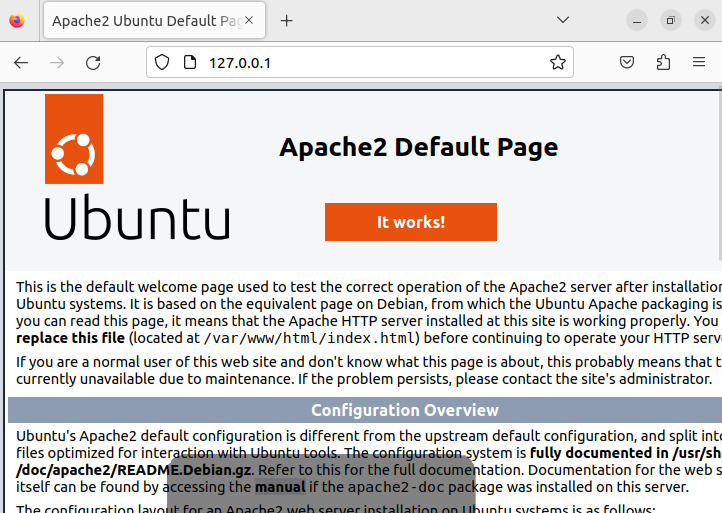 Apache2 Ubuntu Default Pag
127.0.0.1
Ubuntu
Apache2 Default Page
It works!
This is the default welcome page used to test the correct operation of the Apache2 server after installation
Ubuntu systems. It is based on the equivalent page on Debian, from which the Ubuntu Apache packaging is
you can read this page, it means that the Apache HTTP server installed at this site is working properly. You
replace this file (located at /var/www/html/index.html) before continuing to operate your HTTP serve
If you are a normal user of this web site and don't know what this page is about, this probably means that t
currently unavailable due to maintenance. If the problem persists, please contact the site's administrator.
Configuration Overview
Ubuntu's Apache2 default configuration is different from the upstream default configuration, and split into
files optimized for interaction with Ubuntu tools. The configuration system is fully documented in /usr/sh
/doc/apache2/README.Debian.gz. Refer to this for the full documentation. Documentation for the web s
itself can be found by accessing the manual if the apache2-doc package was installed on this server.
The configuration layout for an Apache2 web server installation on Ubuntu systems is as follows: